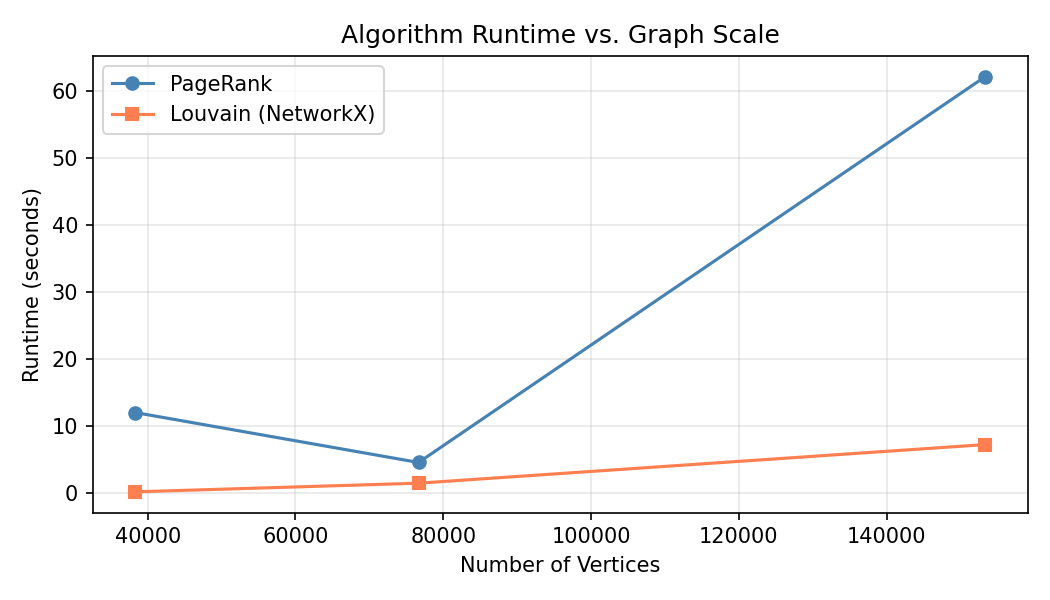 Algorithm Runtime vs. Graph Scale
PageRank
Louvain (NetworkX)
60
50
40
30
20
10
0
Runtime (seconds)
40000 60000 80000 100000 120000 140000
Number of Vertices